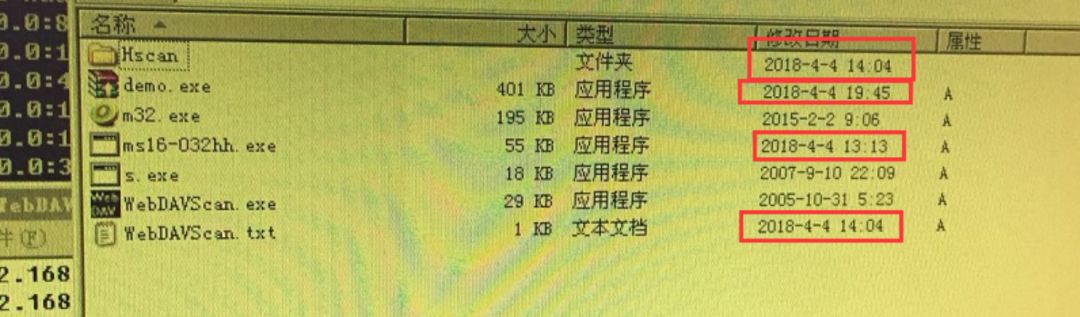 0.0:8
0.0:1
0.0:4
0.0:1
0.0:1
0.0:3
WebDAV
件(F)
2.168
2.168
名称 大小 类型 修改日期 属性
Hscan 文件夹 2018-4-4 14:04
demo.exe 401 KB 应用程序 2018-4-4 19:45 A
m32.exe 195 KB 应用程序 2015-2-2 9:06 A
ms16-032hh.exe 55 KB 应用程序 2018-4-4 13:13 A
s.exe 18 KB 应用程序 2007-9-10 22:09 A
Web DAV WebDAVScan.exe 29 KB 应用程序 2005-10-31 5:23 A
WebDAVScan.txt 1 KB 文本文档 2018-4-4 14:04 A